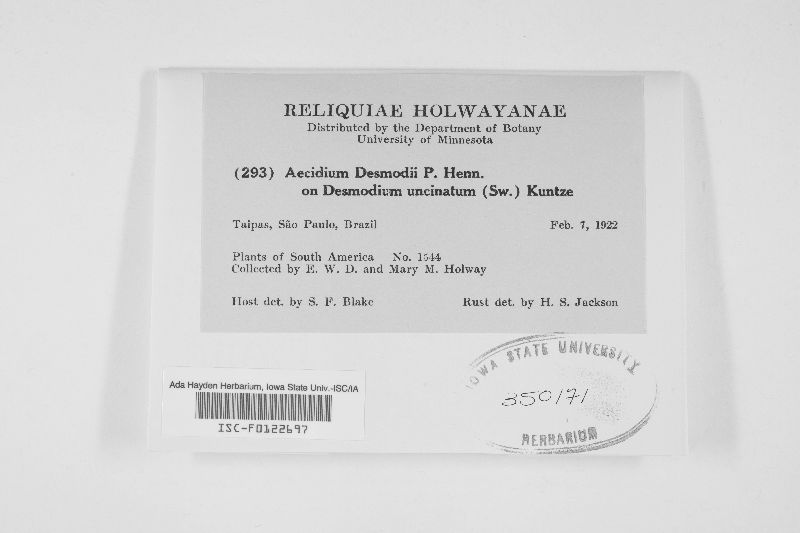 RELIQUIAE HOLWAYANAE
Distributed by the Department of Botany
University of Minnesota
(293) Aecidium Desmodii P. Henn.
on Desmodium uncinatum (Sw.) Kuntze
Taipas, São Paulo, Brazil Feb. 7, 1922
Plants of South America No. 1544
Collected by E. W. D. and Mary M. Holway
Host det. by S. F. Blake Rust det. by H. S. Jackson
Ada Hayden Herbarium, Iowa State Univ.-ISC/IA
ISC-F0122697
IOWA STATE UNIVERSITY
350171
HERBARIUM